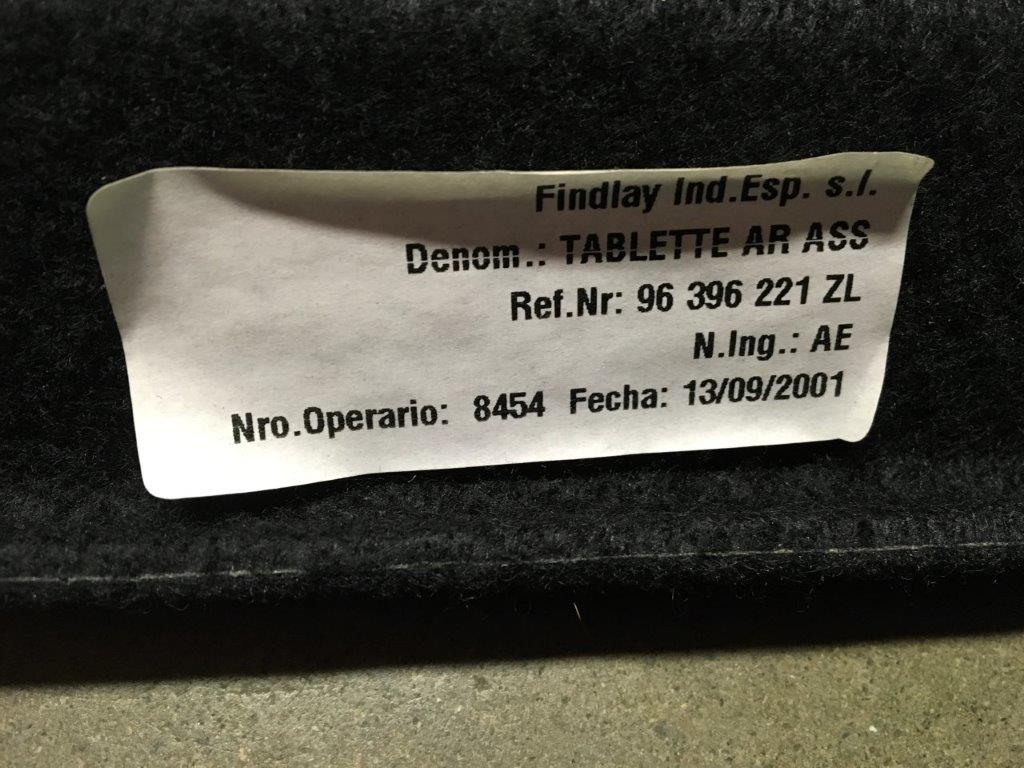 Findlay Ind.Esp. s.l.
Denom.: TABLETTE AR ASS
Ref.Nr: 96 396 221 ZL
N.Ing.: AE
Nro.Operario: 8454 Fecha: 13/09/2001